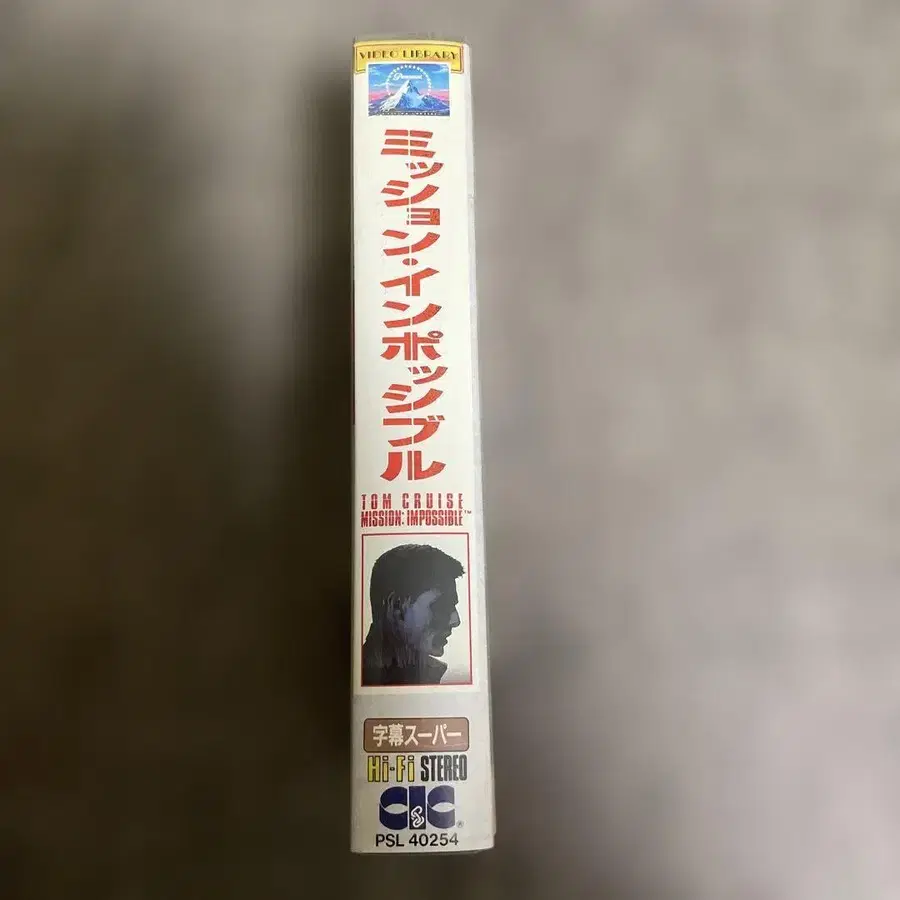 VIDEO LIBRARY
Paramount
ミッション・インポッシブル
TOM CRUISE
MISSION: IMPOSSIBLE™
字幕スーパー
Hi-Fi STEREO
CIC
®
PSL 40254